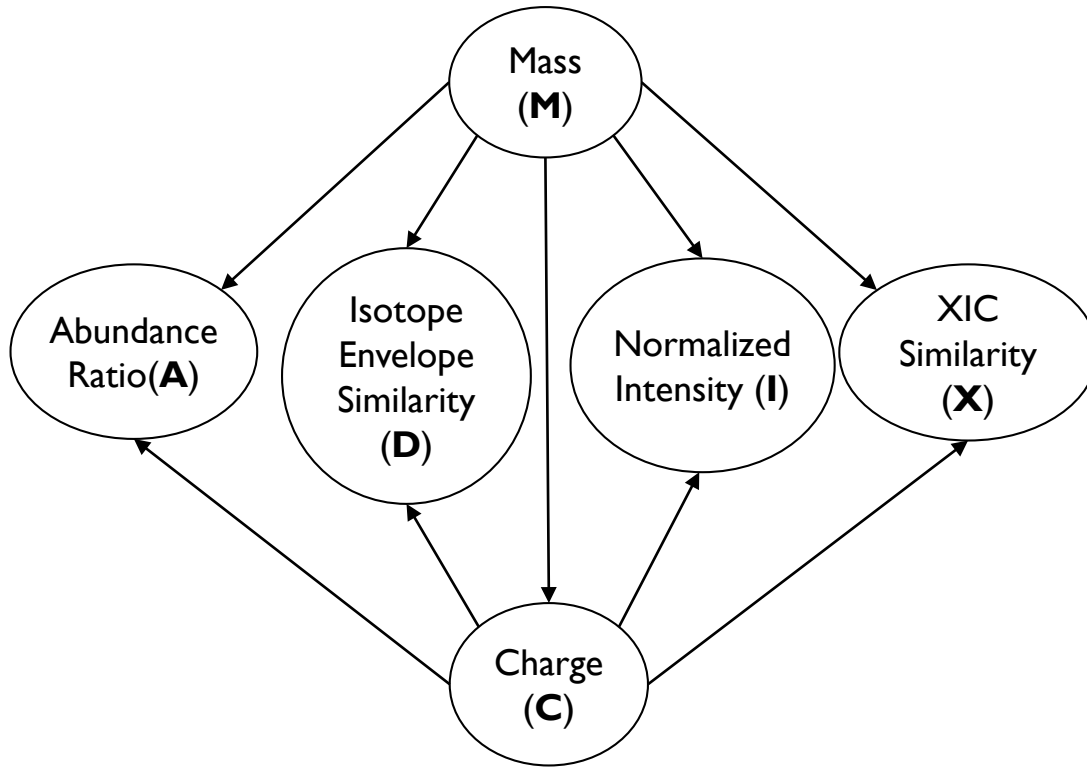 Mass
(M)
Abundance
Ratio(A)
Isotope
Envelope
Similarity
(D)
Normalized
Intensity (I)
XIC
Similarity
(X)
Charge
(C)